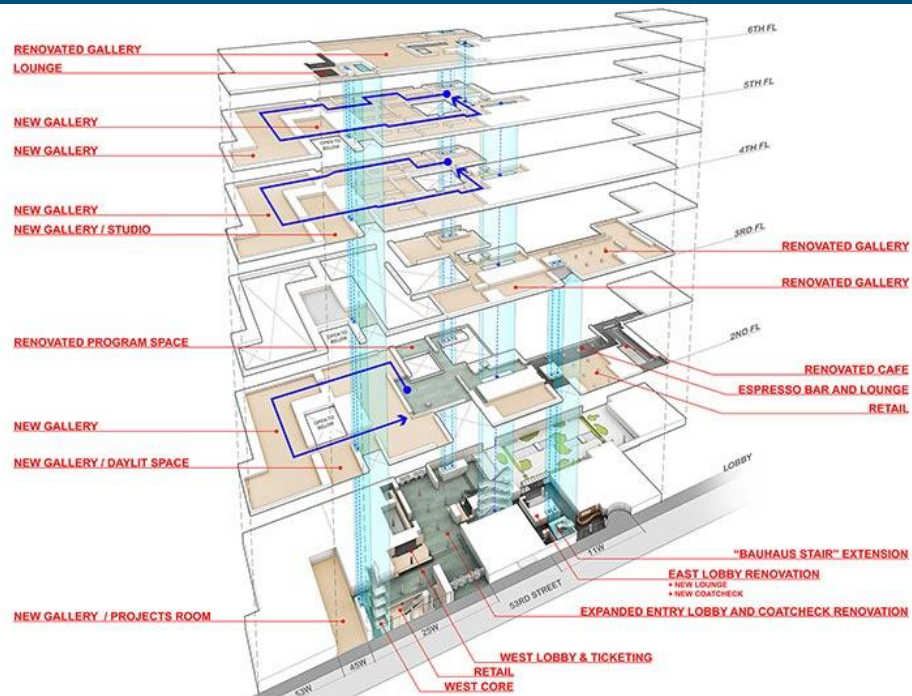 6TH FL
RENOVATED GALLERY
LOUNGE
5TH FL
NEW GALLERY
OPEN TO
BELOW
NEW GALLERY
4TH FL
NEW GALLERY
NEW GALLERY / STUDIO
3RD FL
RENOVATED GALLERY
RENOVATED GALLERY
OPEN TO
BELOW
2ND FL
RENOVATED PROGRAM SPACE
RENOVATED CAFE
ESPRESSO BAR AND LOUNGE
RETAIL
OPEN TO
BELOW
NEW GALLERY
NEW GALLERY / DAYLIT SPACE
LOBBY
"BAUHAUS STAIR" EXTENSION
11W
EAST LOBBY RENOVATION
• NEW LOUNGE
• NEW COATCHECK
53RD STREET
NEW GALLERY / PROJECTS ROOM
EXPANDED ENTRY LOBBY AND COATCHECK RENOVATION
25W
45W
53W
WEST LOBBY & TICKETING
RETAIL
WEST CORE